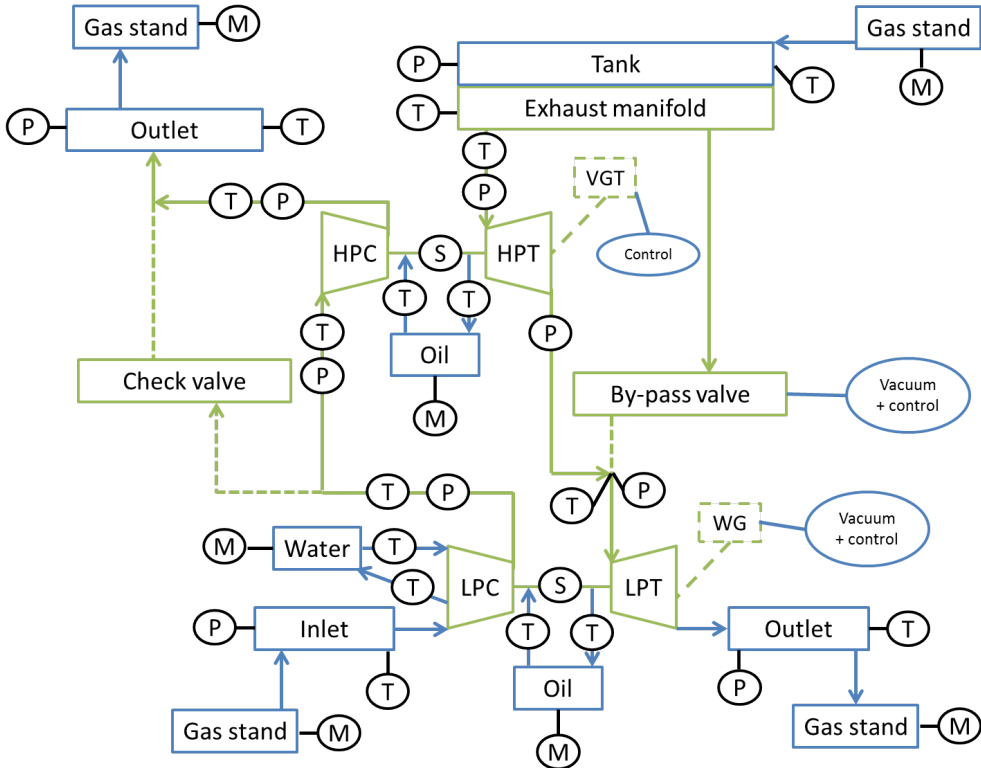 Gas stand
M
Gas stand
M
P
Tank
T
T
Exhaust manifold
P
Outlet
T
T
P
VGT
Control
T
P
HPC
S
HPT
T
T
T
P
P
Oil
M
Check valve
By-pass valve
Vacuum
+ control
T
P
T
P
M
Water
T
T
LPC
S
LPT
WG
Vacuum
+ control
P
Inlet
T
T
T
Outlet
T
P
Oil
M
Gas stand
M
Gas stand
M